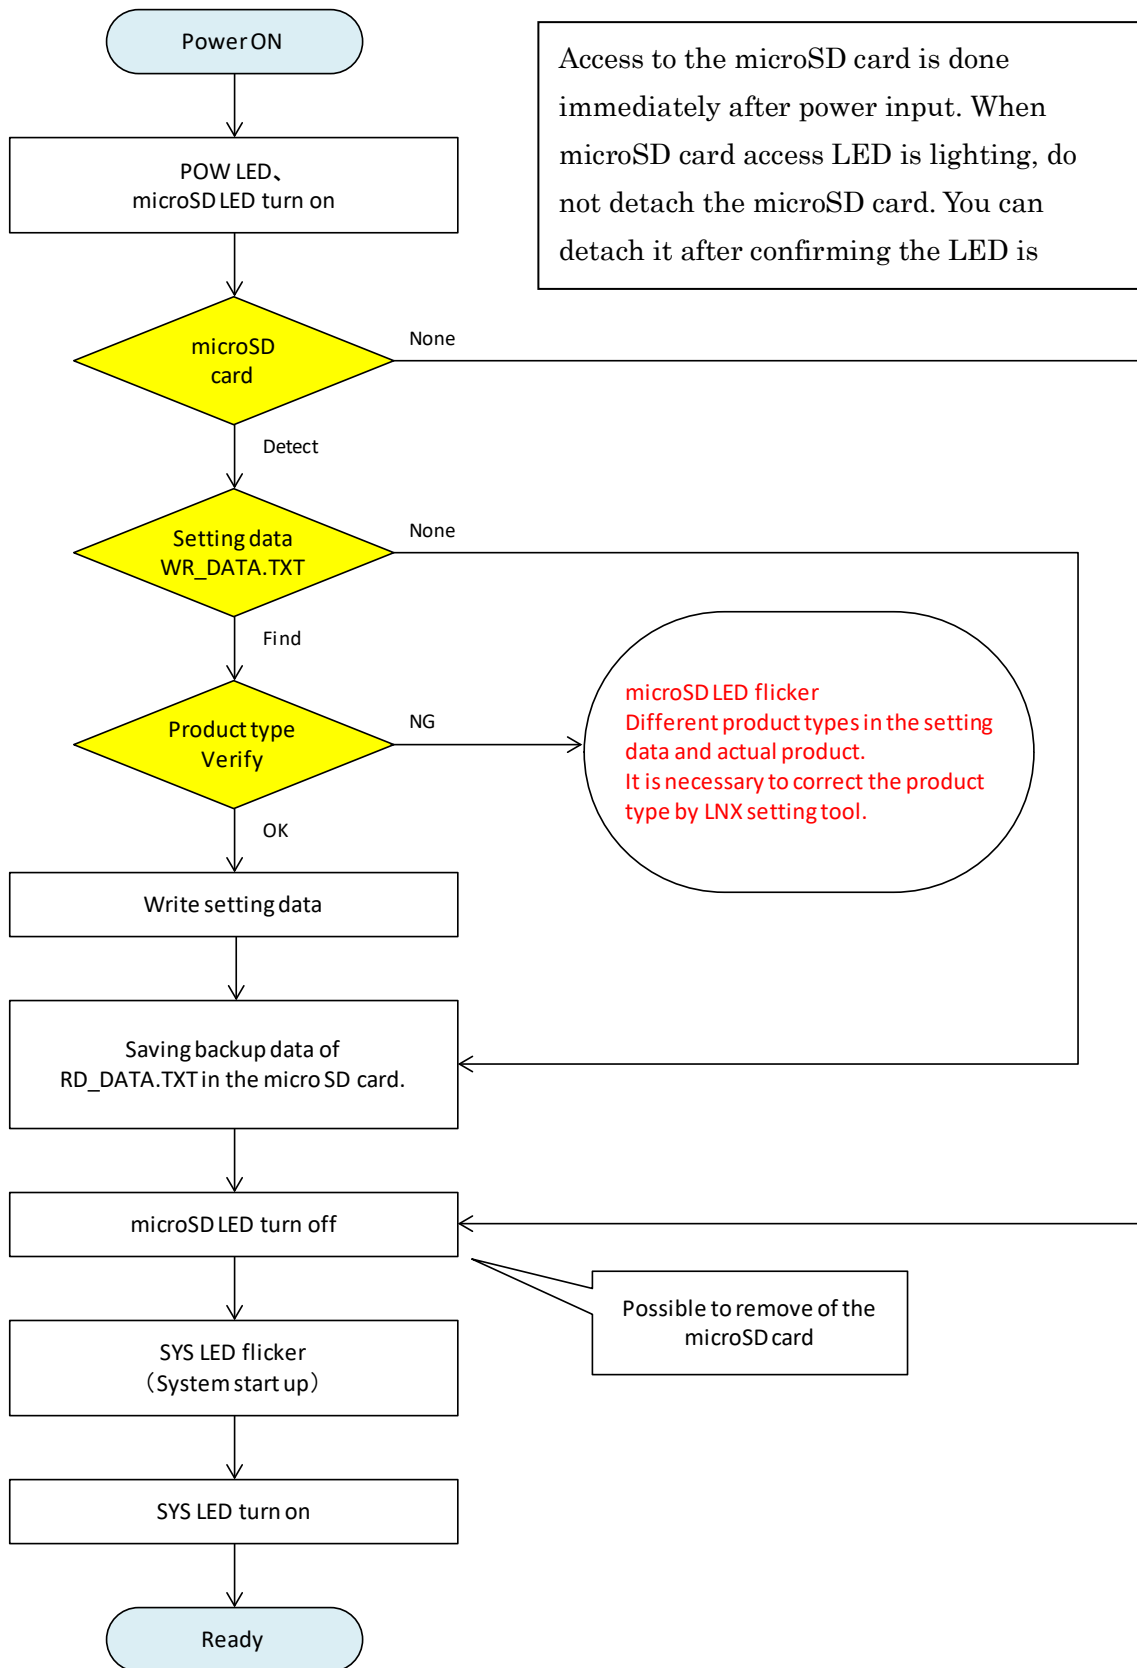 Power ON
Access to the microSD card is done
immediately after power input. When
microSD card access LED is lighting, do
not detach the microSD card. You can
detach it after confirming the LED is
POW LED、
microSD LED turn on
microSD
card
None
Detect
Setting data
WR_DATA.TXT
None
Find
Product type
Verify
NG
microSD LED flicker
Different product types in the setting
data and actual product.
It is necessary to correct the product
type by LNX setting tool.
OK
Write setting data
Saving backup data of
RD_DATA.TXT in the micro SD card.
microSD LED turn off
Possible to remove of the
microSD card
SYS LED flicker
（System start up）
SYS LED turn on
Ready